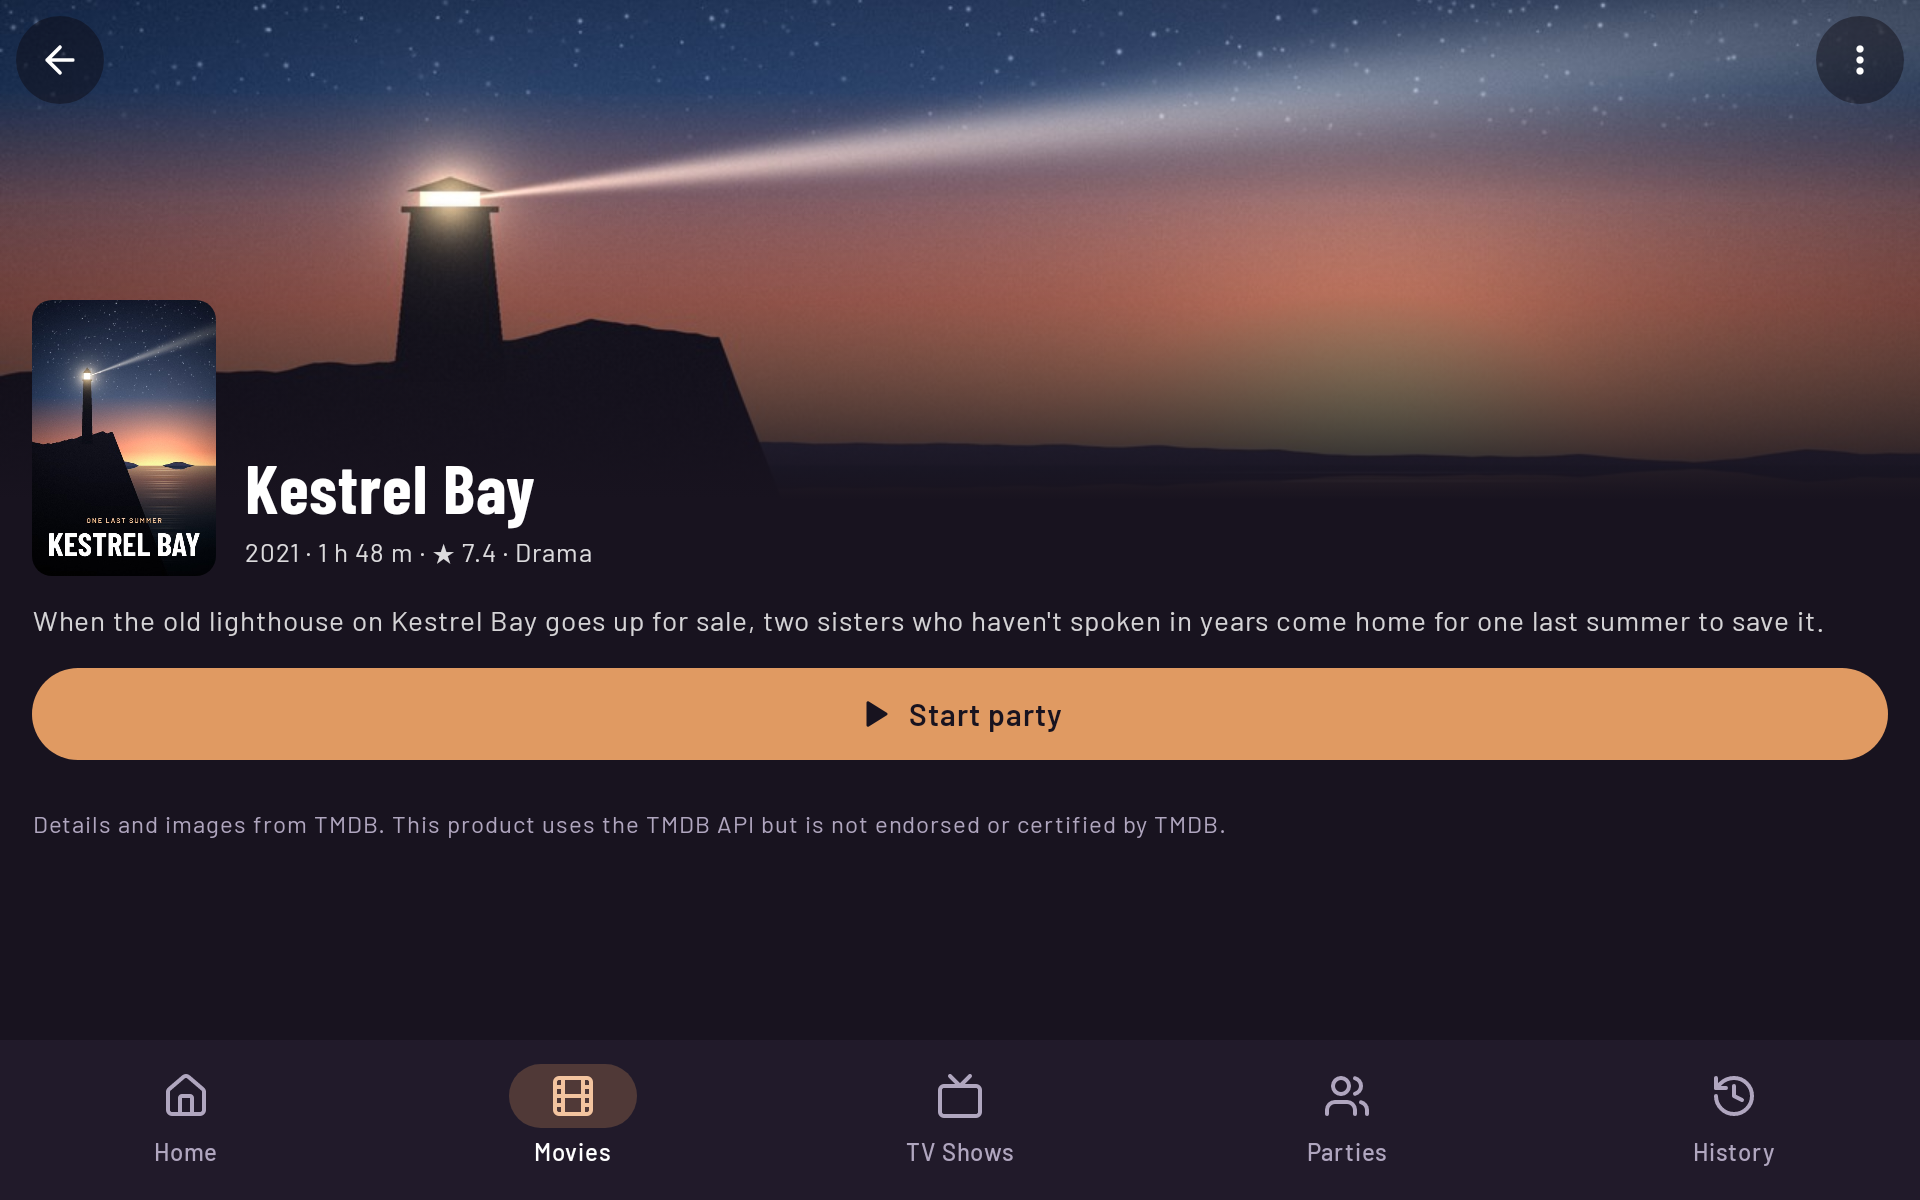 ONE LAST SUMMER
KESTREL BAY
Kestrel Bay
2021 · 1 h 48 m · ★ 7.4 · Drama
When the old lighthouse on Kestrel Bay goes up for sale, two sisters who haven't spoken in years come home for one last summer to save it.
Start party
Details and images from TMDB. This product uses the TMDB API but is not endorsed or certified by TMDB.
Home
Movies
TV Shows
Parties
History